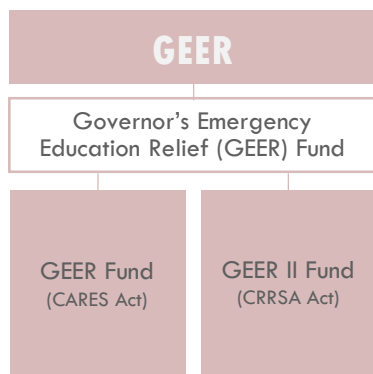 GEER
Governor's Emergency
Education Relief (GEER) Fund
GEER Fund
(CARES Act)
GEER II Fund
(CRRSA Act)